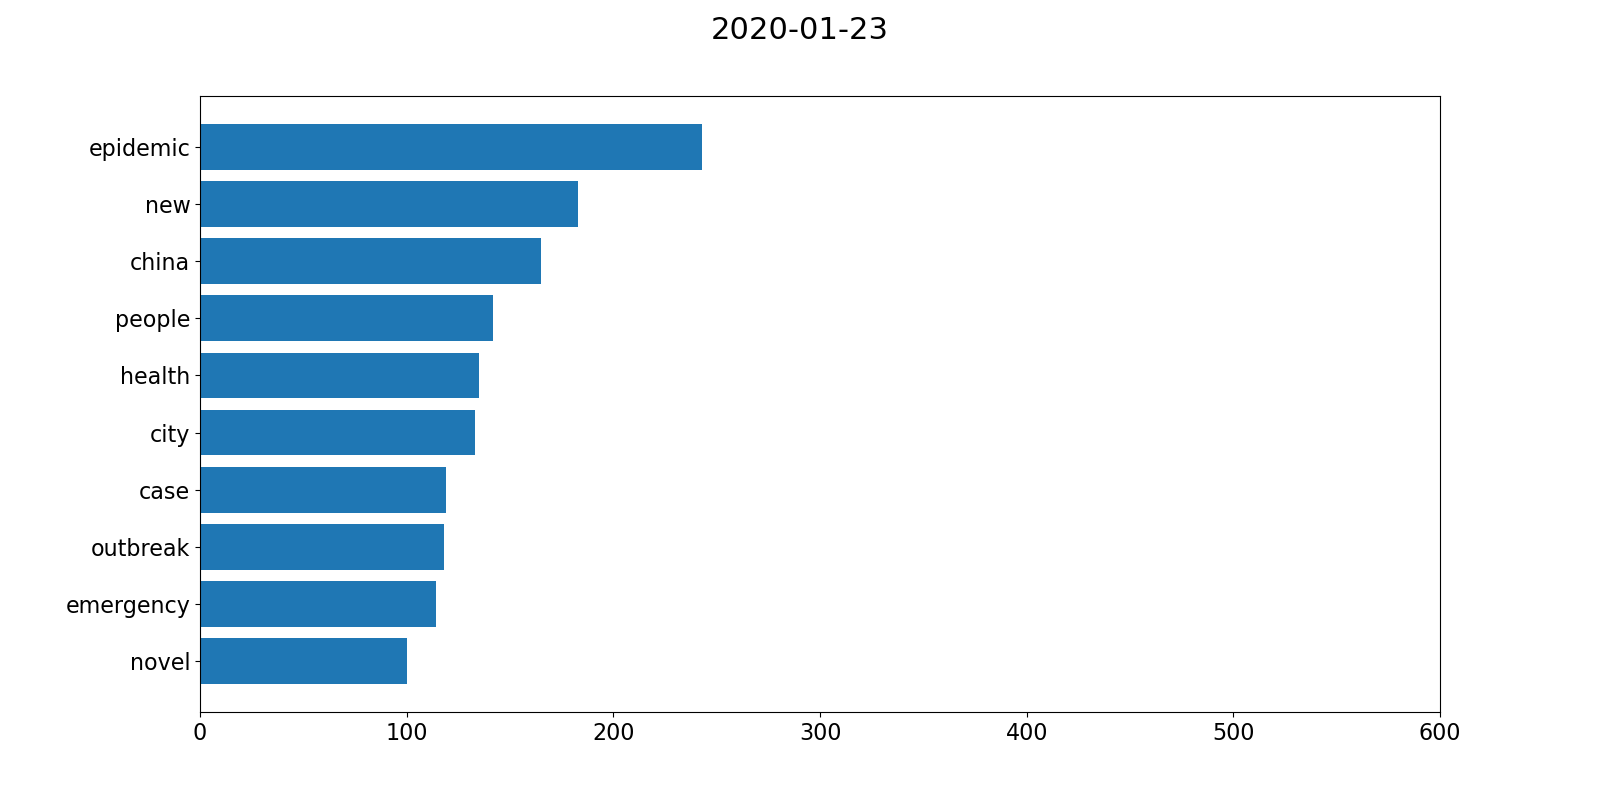 2020-01-23
epidemic
new
china
people
health
city
case
outbreak
emergency
novel
0 100 200 300 400 500 600